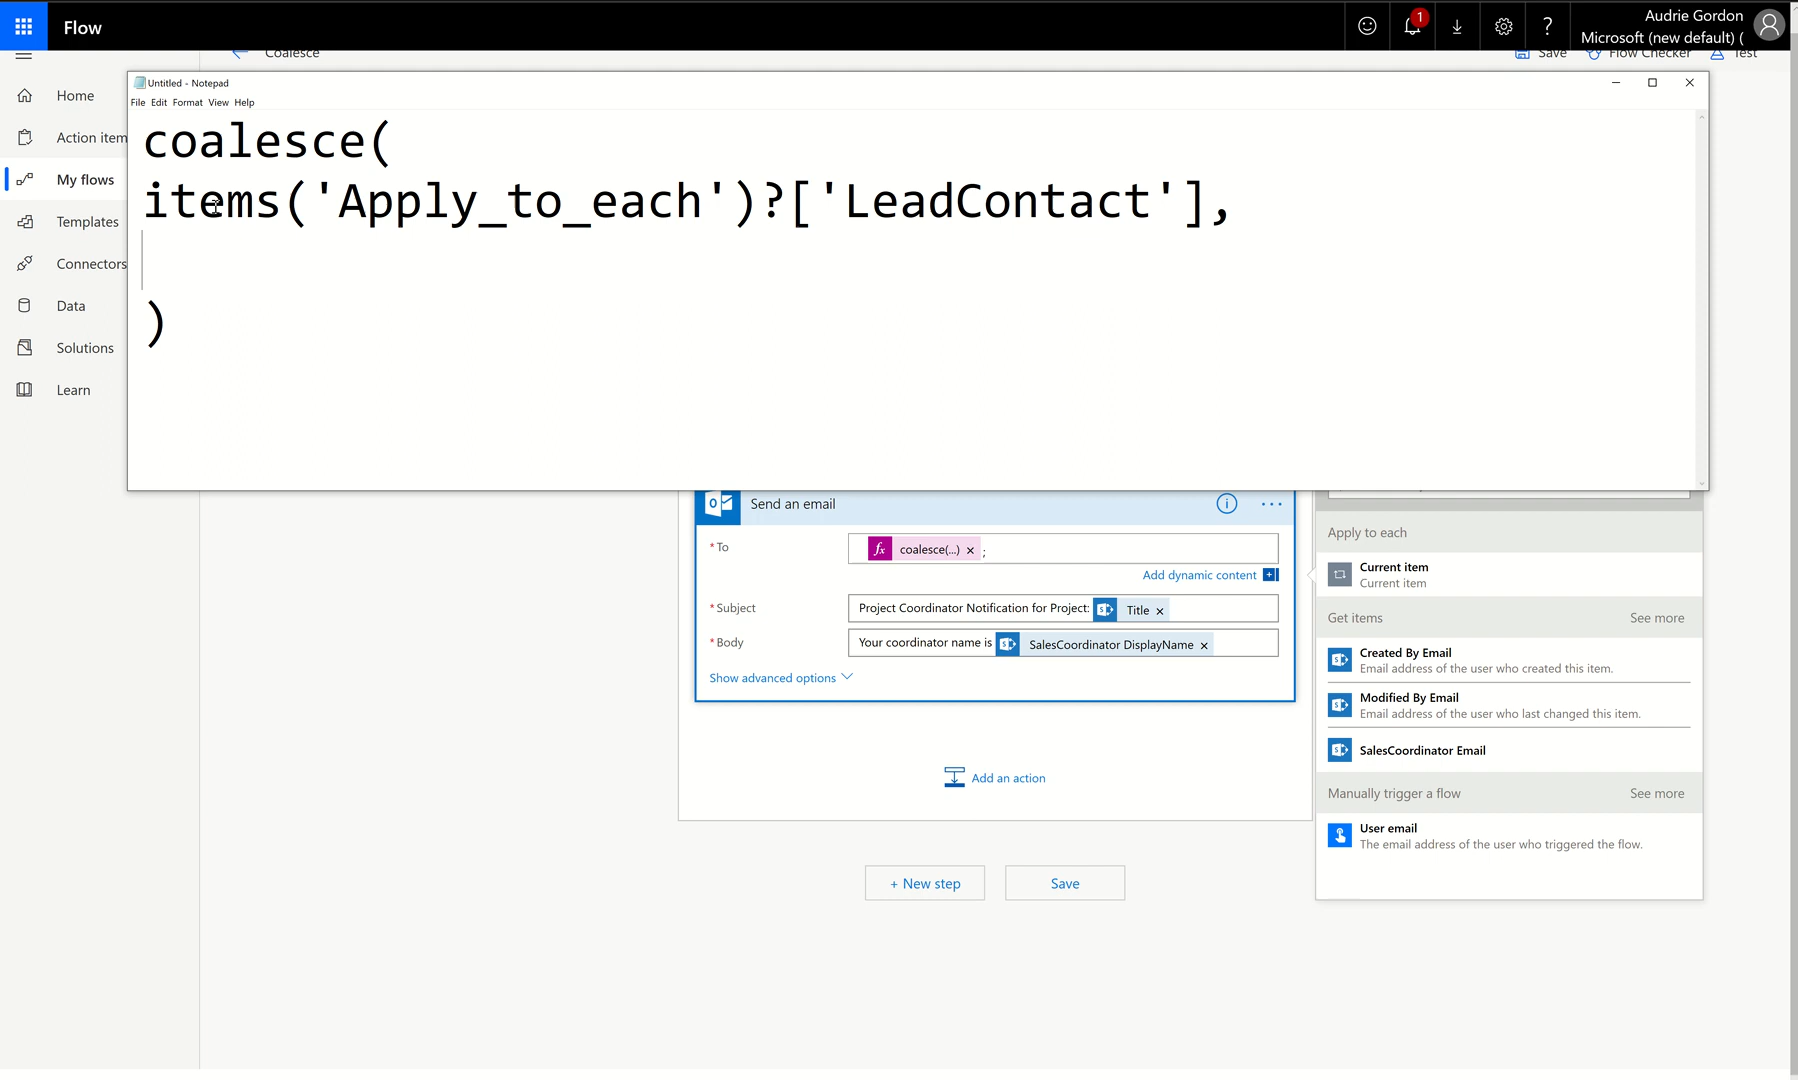 Flow
1
?
Audrie Gordon
Microsoft (new default) (
Coalesce
Save
Flow Checker
Test
Untitled - Notepad
File Edit Format View Help
coalesce(
items('Apply_to_each')?['LeadContact'],
)
Home
Action item
My flows
Templates
Connectors
Data
Solutions
Learn
Send an email
* To
fx coalesce(...) × ;
Add dynamic content
* Subject
Project Coordinator Notification for Project: Title ×
* Body
Your coordinator name is SalesCoordinator DisplayName ×
Show advanced options
Add an action
+ New step
Save
Apply to each
Current item
Current item
Get items
See more
Created By Email
Email address of the user who created this item.
Modified By Email
Email address of the user who last changed this item.
SalesCoordinator Email
Manually trigger a flow
See more
User email
The email address of the user who triggered the flow.